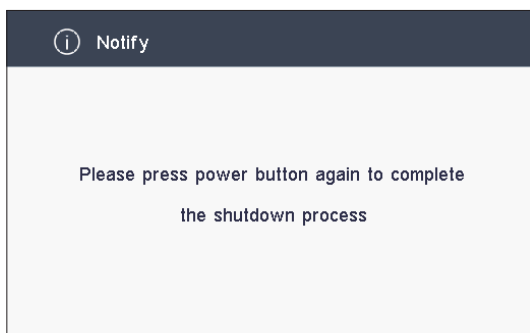 Notify
Please press power button again to complete
the shutdown process